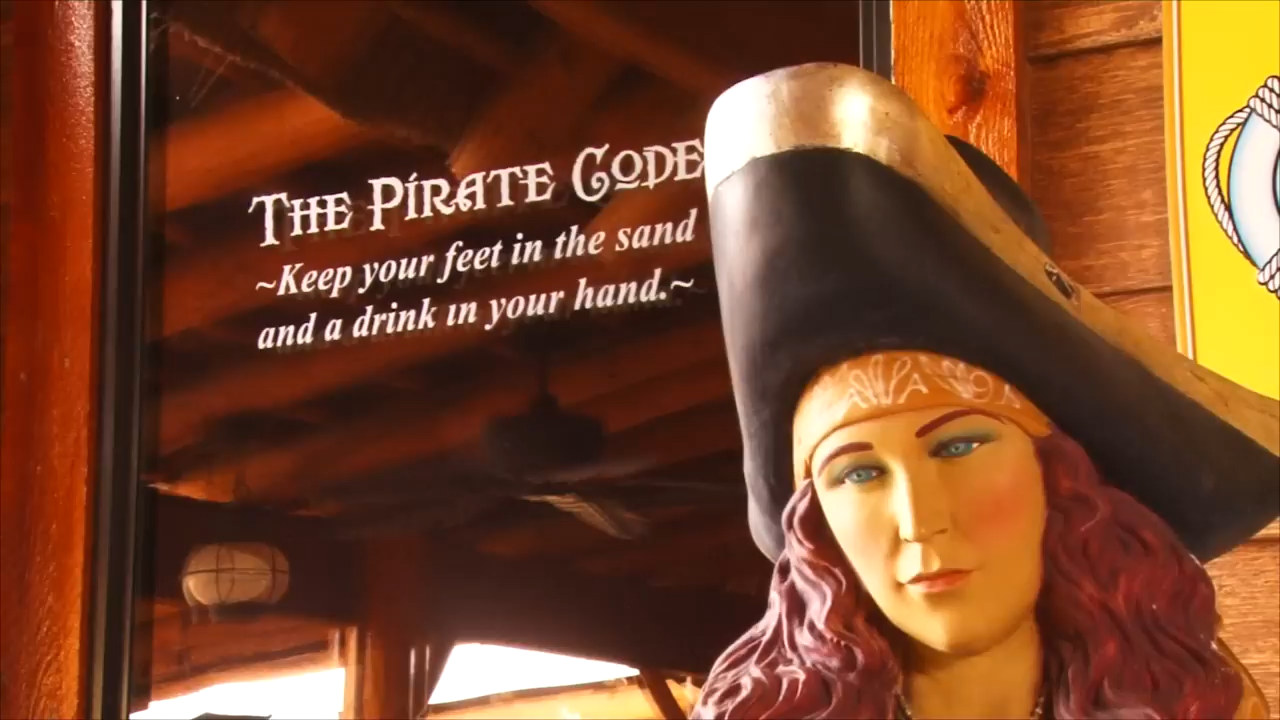 THE PIRATE CODE
~Keep your feet in the sand
and a drink in your hand.~